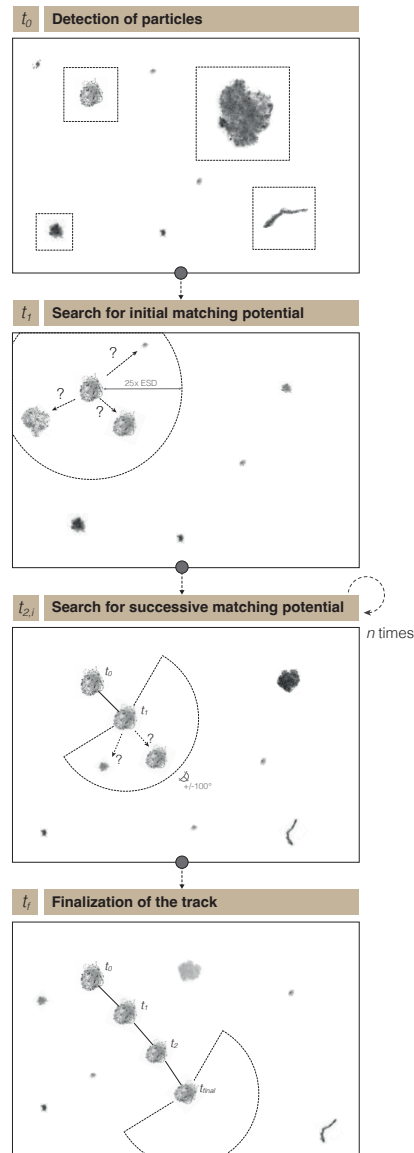 t0 Detection of particles
t1 Search for initial matching potential
?
?
?
25x ESD
t2,i Search for successive matching potential
n times
t0
t1
?
?
+/-100°
tf Finalization of the track
t0
t1
t2
tfinal